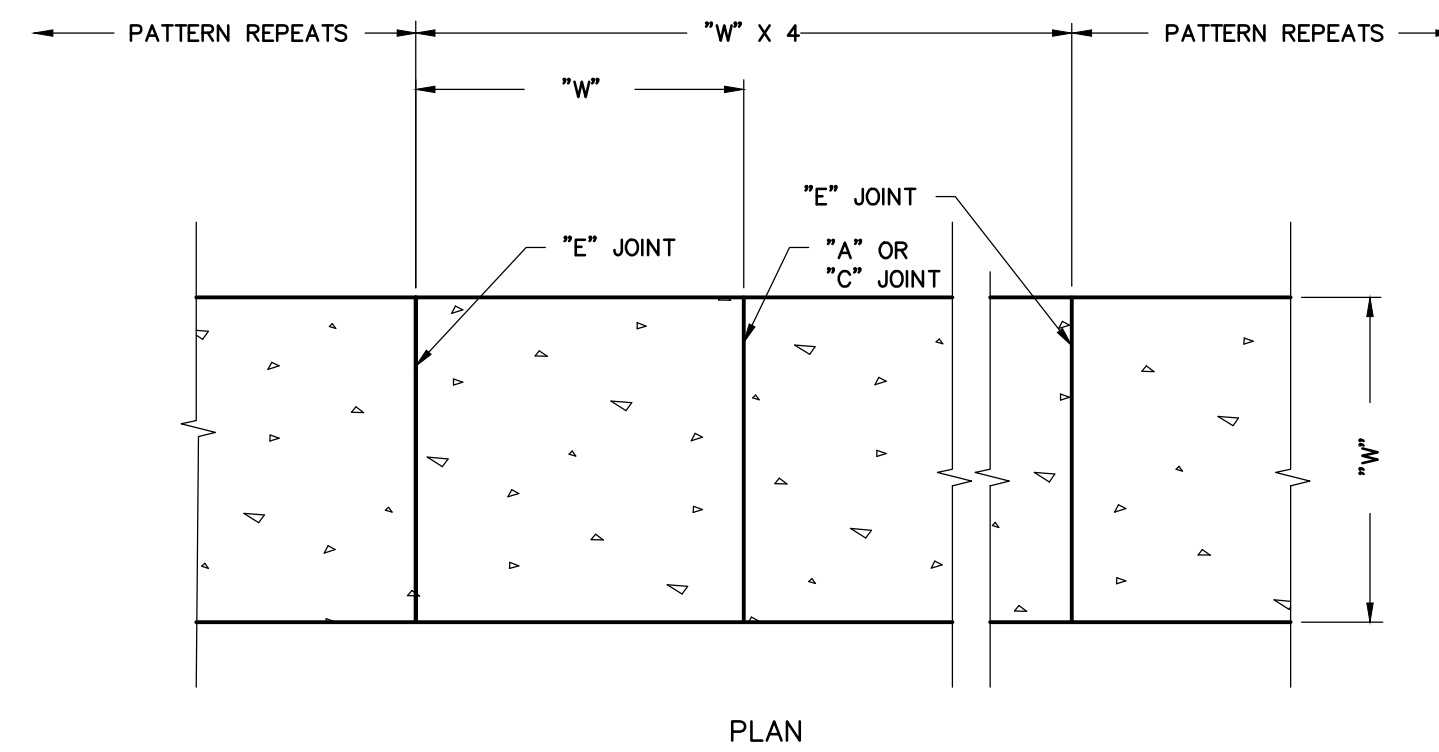 PATTERN REPEATS
"W" X 4
PATTERN REPEATS
"W"
"E" JOINT
"E" JOINT
"A" OR
"C" JOINT
"W"
PLAN